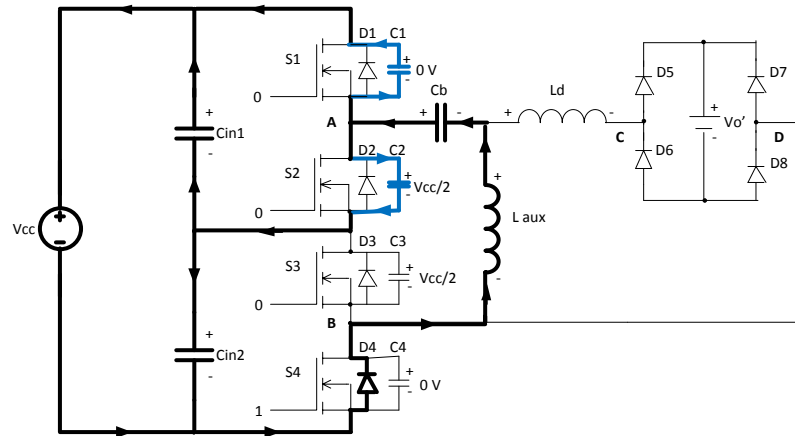 D1 C1
S1
+
-
0 V
0
Cb
+ -
A
Ld
+ -
D5
D7
+
Vo'
-
C
D
D6
D8
+
Cin1
-
D2 C2
S2
+
-
Vcc/2
0
+
L aux
-
Vcc
+
-
D3 C3
S3
+
-
Vcc/2
0
B
+
Cin2
-
D4 C4
S4
+
-
0 V
1